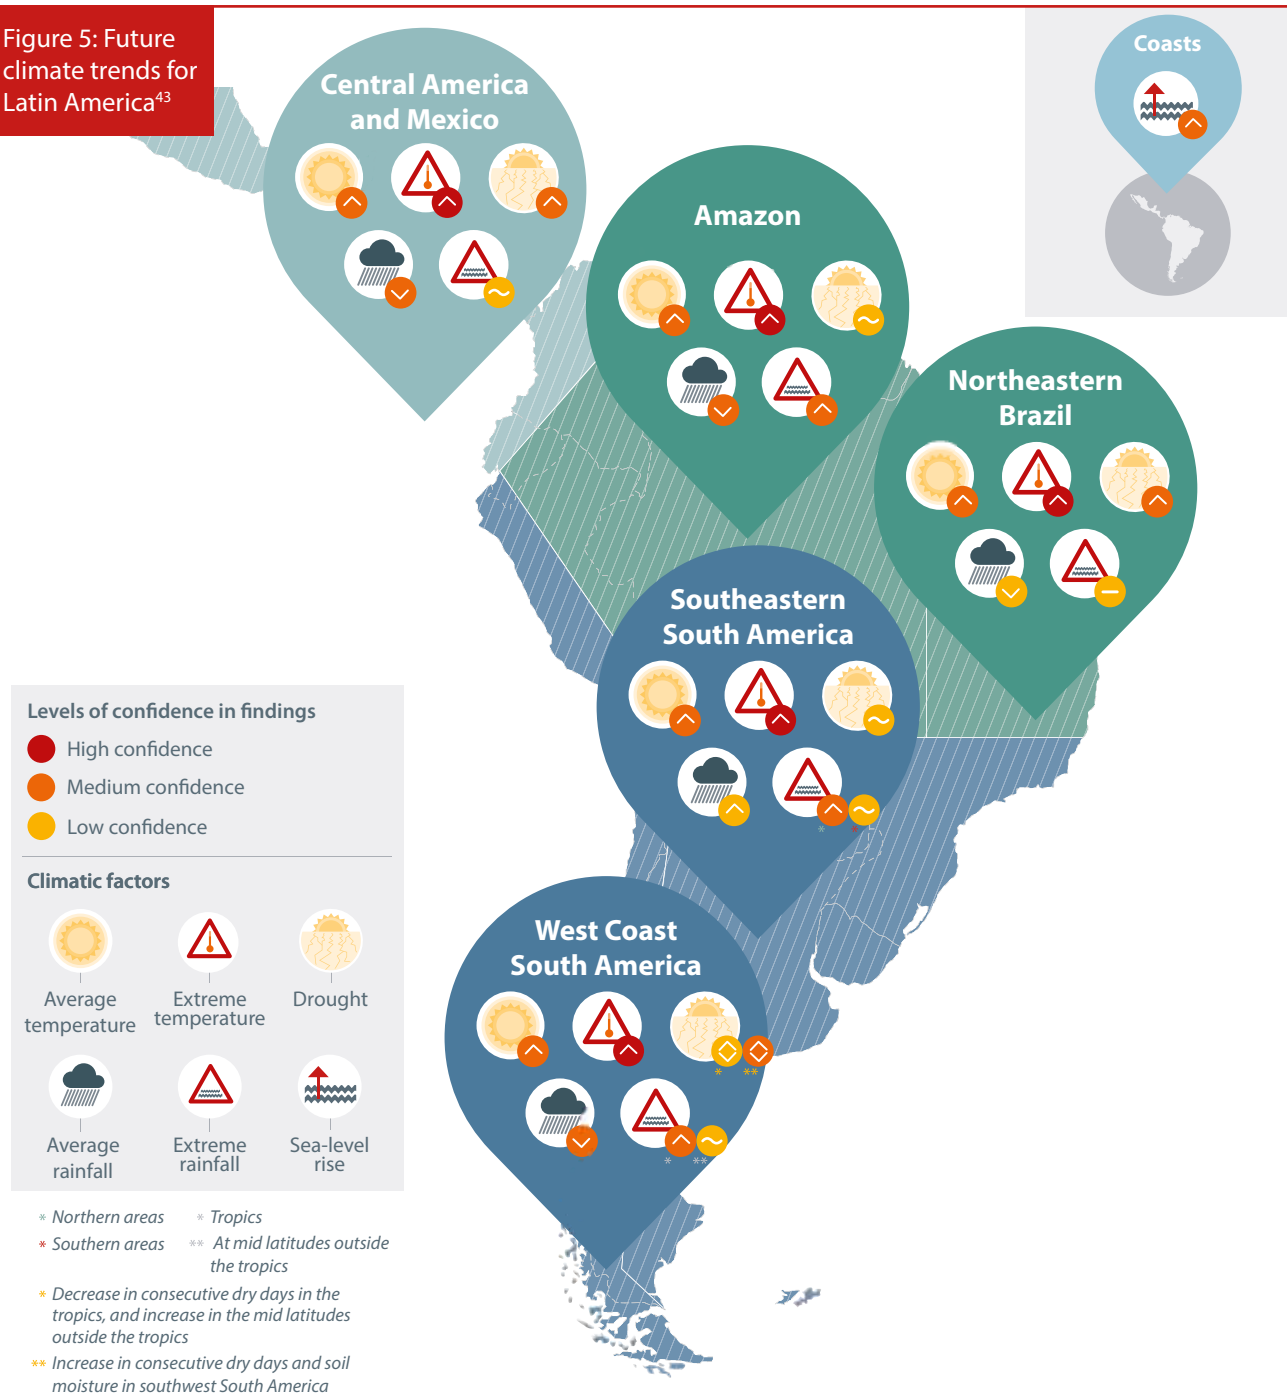 Figure 5: Future
climate trends for
Latin America43
Coasts
Central America
and Mexico
Amazon
Northeastern
Brazil
Southeastern
South America
*
*
West Coast
South America
*
**
*
**
Levels of confidence in findings
High confidence
Medium confidence
Low confidence
Climatic factors
Average
temperature
Extreme
temperature
Drought
Average
rainfall
Extreme
rainfall
Sea-level
rise
* Northern areas
* Southern areas
* Tropics
** At mid latitudes outside
the tropics
* Decrease in consecutive dry days in the
tropics, and increase in the mid latitudes
outside the tropics
** Increase in consecutive dry days and soil
moisture in southwest South America